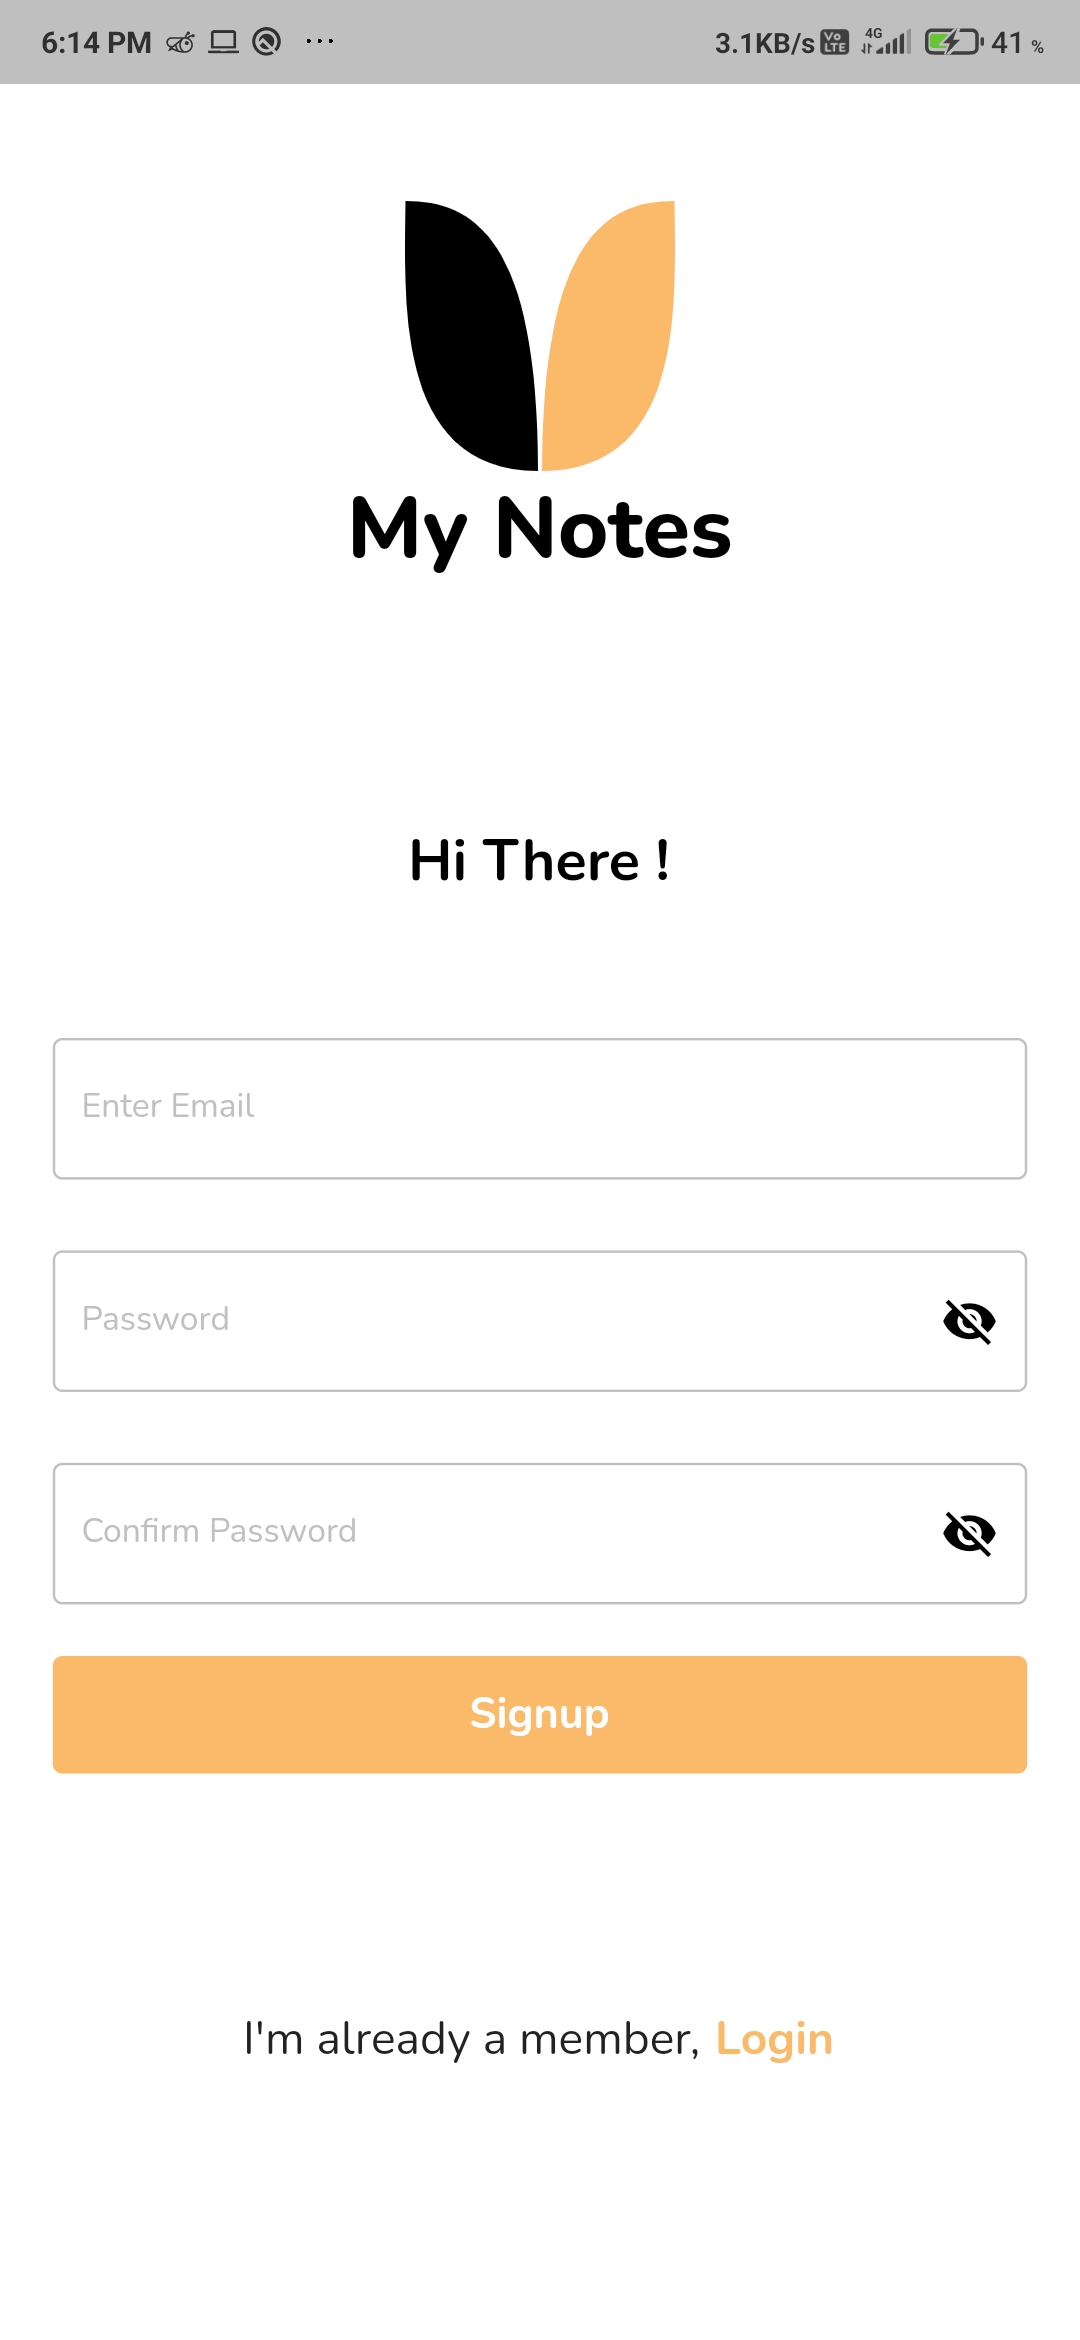 6:14 PM ... 3.1KB/s Vo LTE 4G 41 %
My Notes
Hi There !
Enter Email
Password
Confirm Password
Signup
I'm already a member, Login